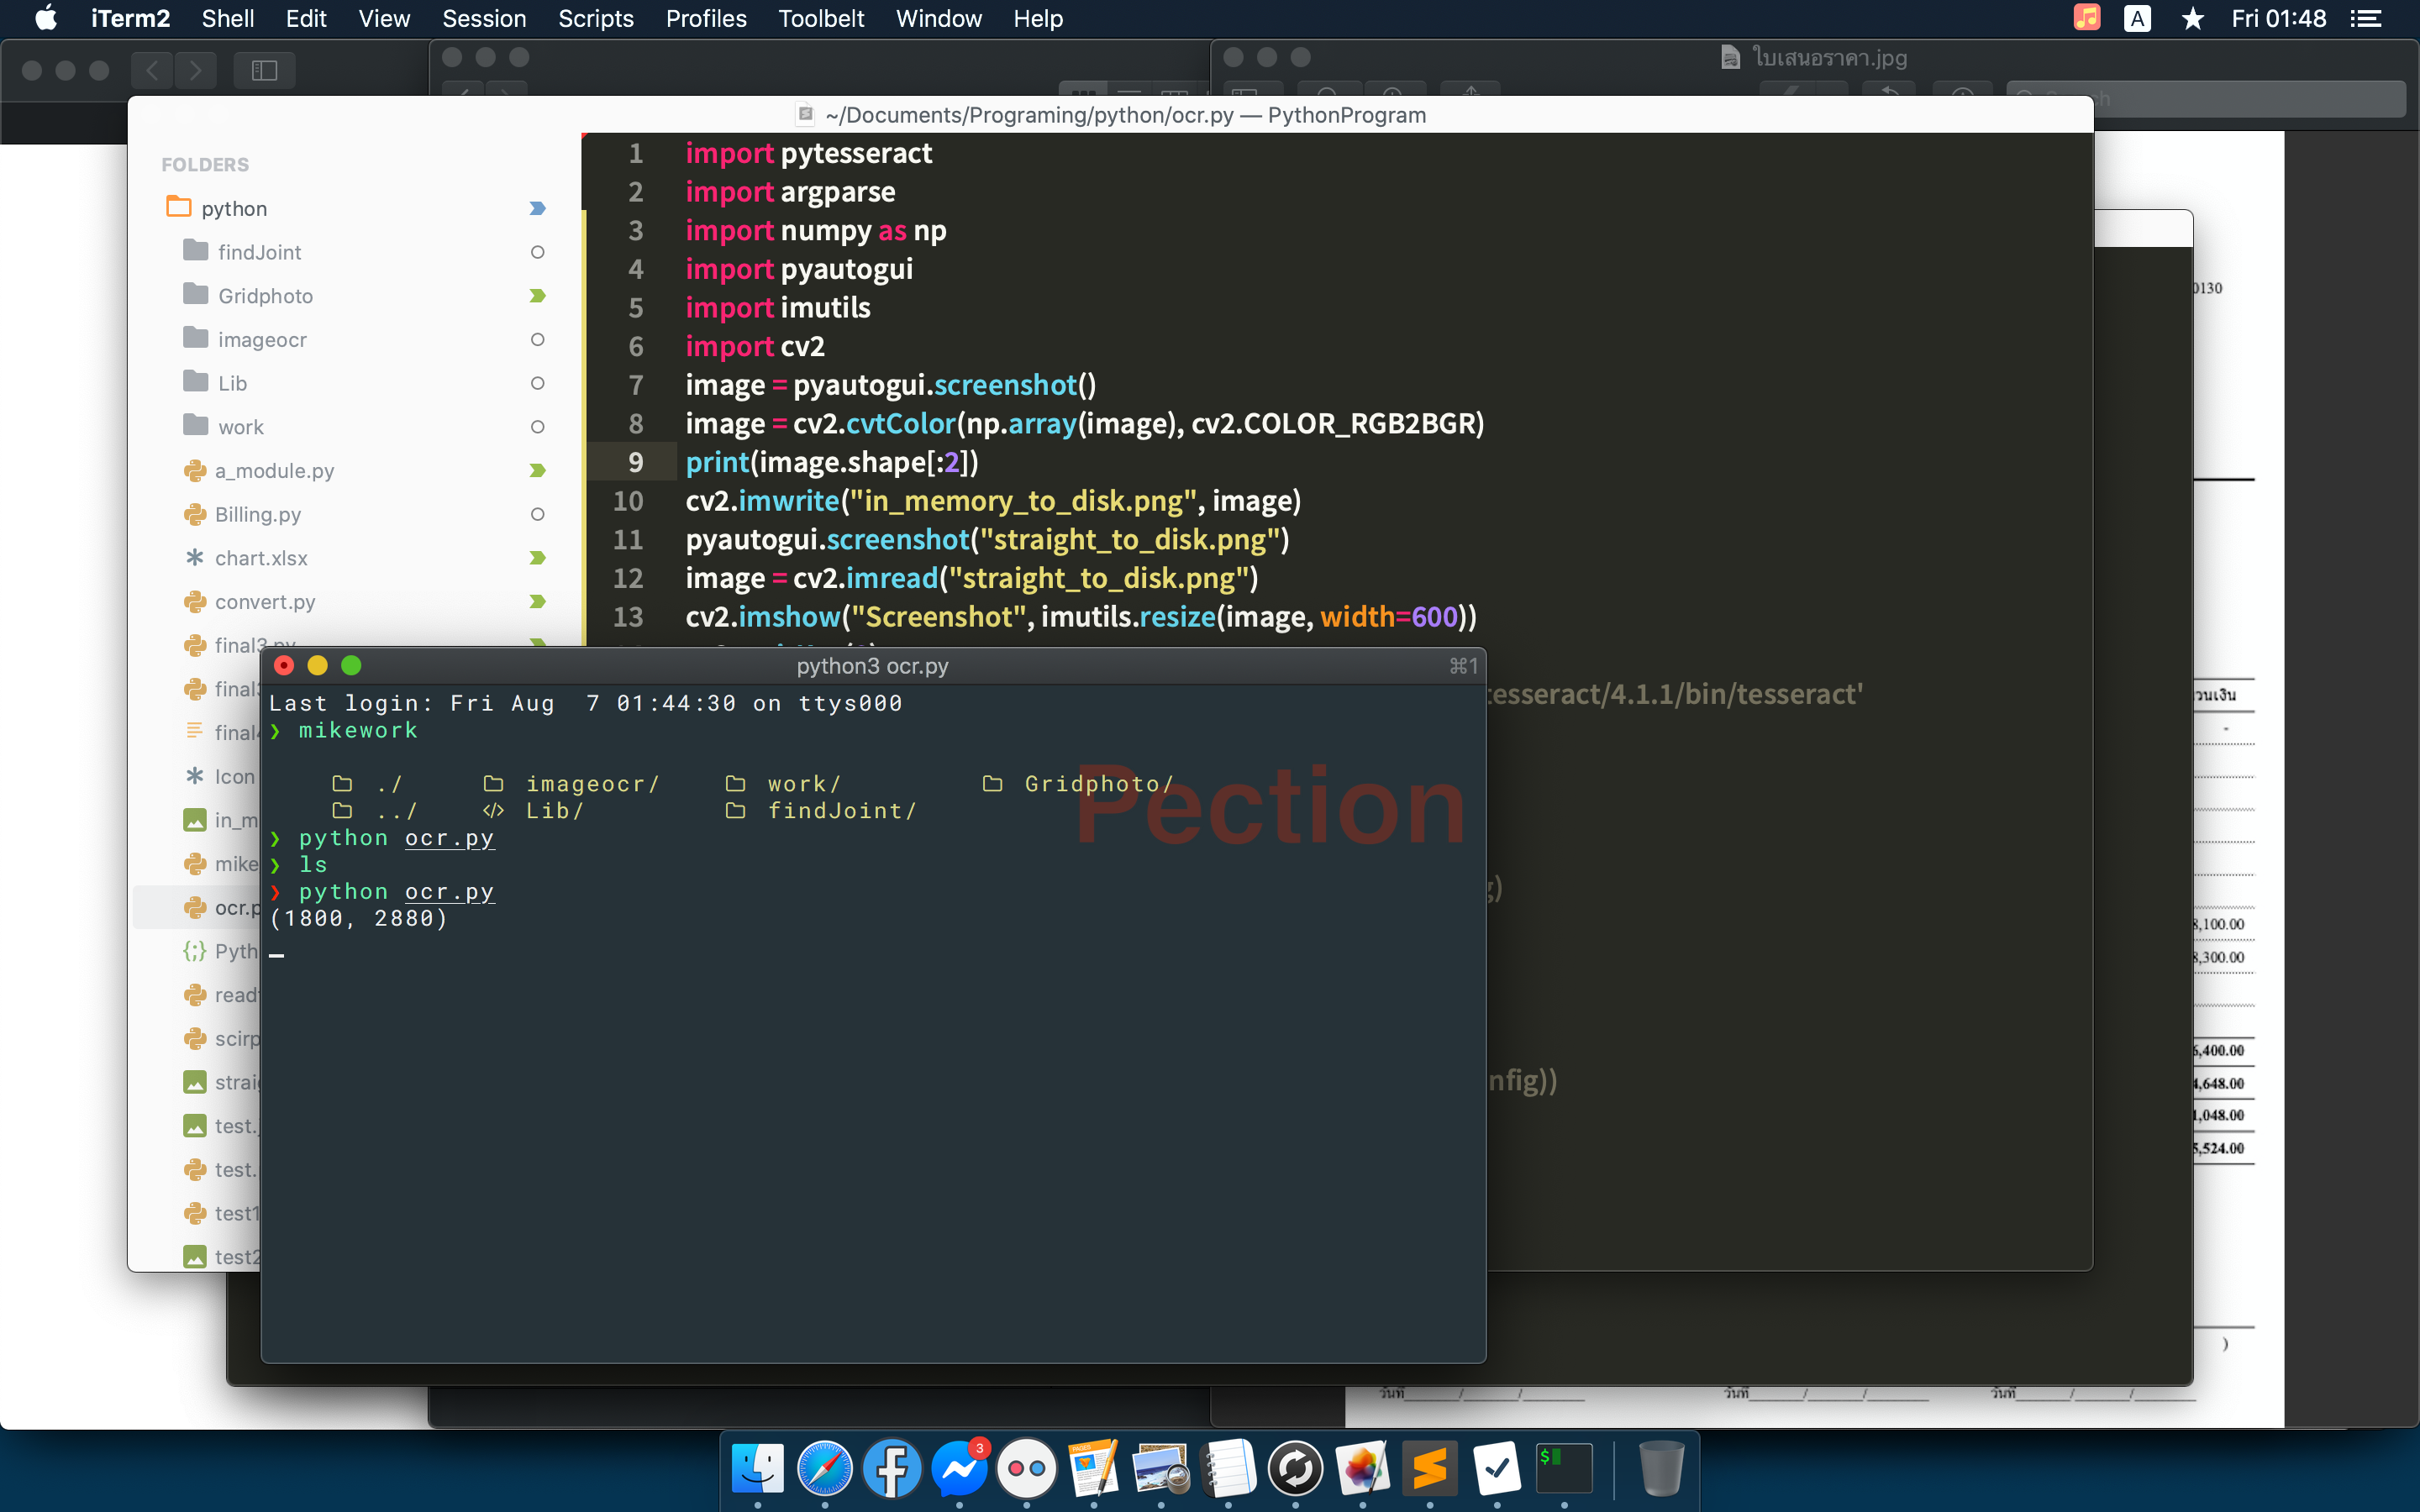 iTerm2 Shell Edit View Session Scripts Profiles Toolbelt Window Help
A Fri 01:48
ใบเสนอราคา.jpg
~/Documents/Programing/python/ocr.py — PythonProgram
FOLDERS
python
findJoint
Gridphoto
imageocr
Lib
work
a_module.py
Billing.py
chart.xlsx
convert.py
final3.py
final
final
Icon
in_m
mike
ocr.p
Pyth
read
scirp
strai
test.
test.
test1
test2
1 import pytesseract
2 import argparse
3 import numpy as np
4 import pyautogui
5 import imutils
6 import cv2
7 image = pyautogui.screenshot()
8 image = cv2.cvtColor(np.array(image), cv2.COLOR_RGB2BGR)
9 print(image.shape[:2])
10 cv2.imwrite("in_memory_to_disk.png", image)
11 pyautogui.screenshot("straight_to_disk.png")
12 image = cv2.imread("straight_to_disk.png")
13 cv2.imshow("Screenshot", imutils.resize(image, width=600))
tesseract/4.1.1/bin/tesseract'
g)
nfig))
python3 ocr.py ⌘1
Last login: Fri Aug  7 01:44:30 on ttys000
❯ mikework
./ imageocr/ work/ Gridphoto/
../ </> Lib/ findJoint/
Pection
❯ python ocr.py
❯ ls
❯ python ocr.py
(1800, 2880)
0130
วนเงิน
-
8,100.00
8,300.00
6,400.00
4,648.00
1,048.00
5,524.00
)
วันที่______/______/______ วันที่______/______/______ วันที่______/______/______
3
PAGES
$